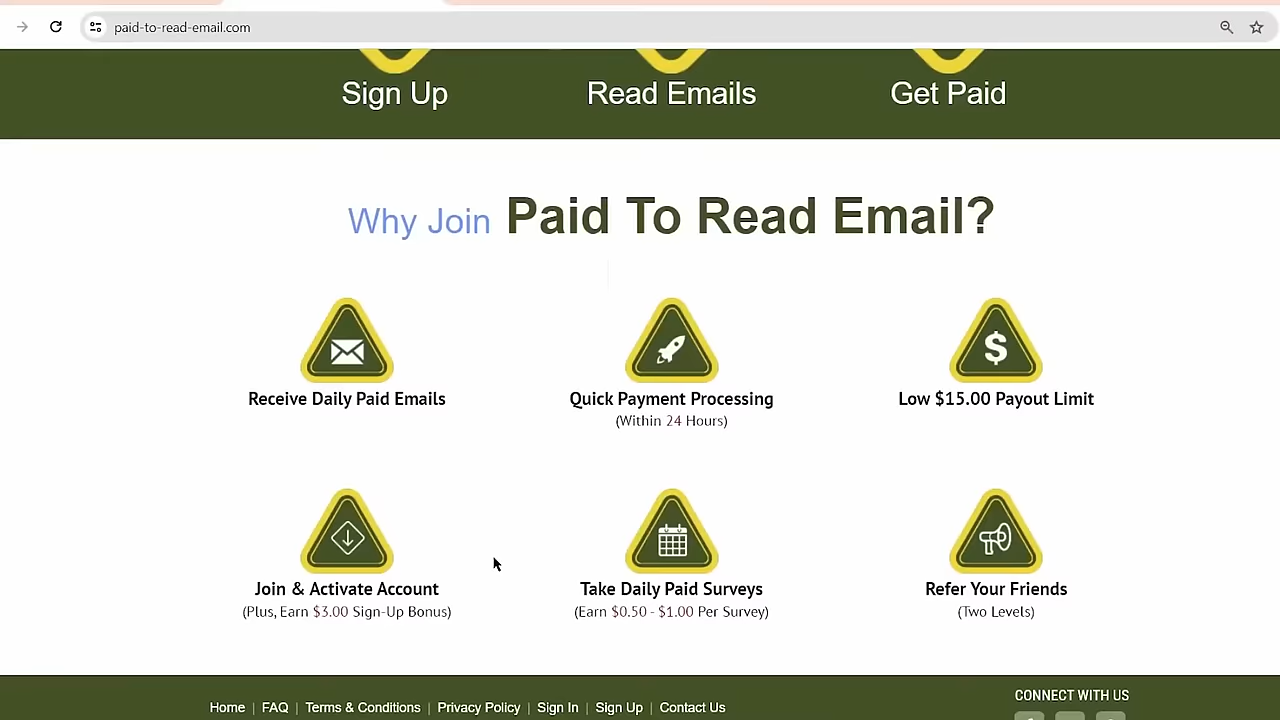 paid-to-read-email.com
Sign Up
Read Emails
Get Paid
Why Join Paid To Read Email?
Receive Daily Paid Emails
Quick Payment Processing
(Within 24 Hours)
Low $15.00 Payout Limit
Join & Activate Account
(Plus, Earn $3.00 Sign-Up Bonus)
Take Daily Paid Surveys
(Earn $0.50 - $1.00 Per Survey)
Refer Your Friends
(Two Levels)
Home | FAQ | Terms & Conditions | Privacy Policy | Sign In | Sign Up | Contact Us
CONNECT WITH US